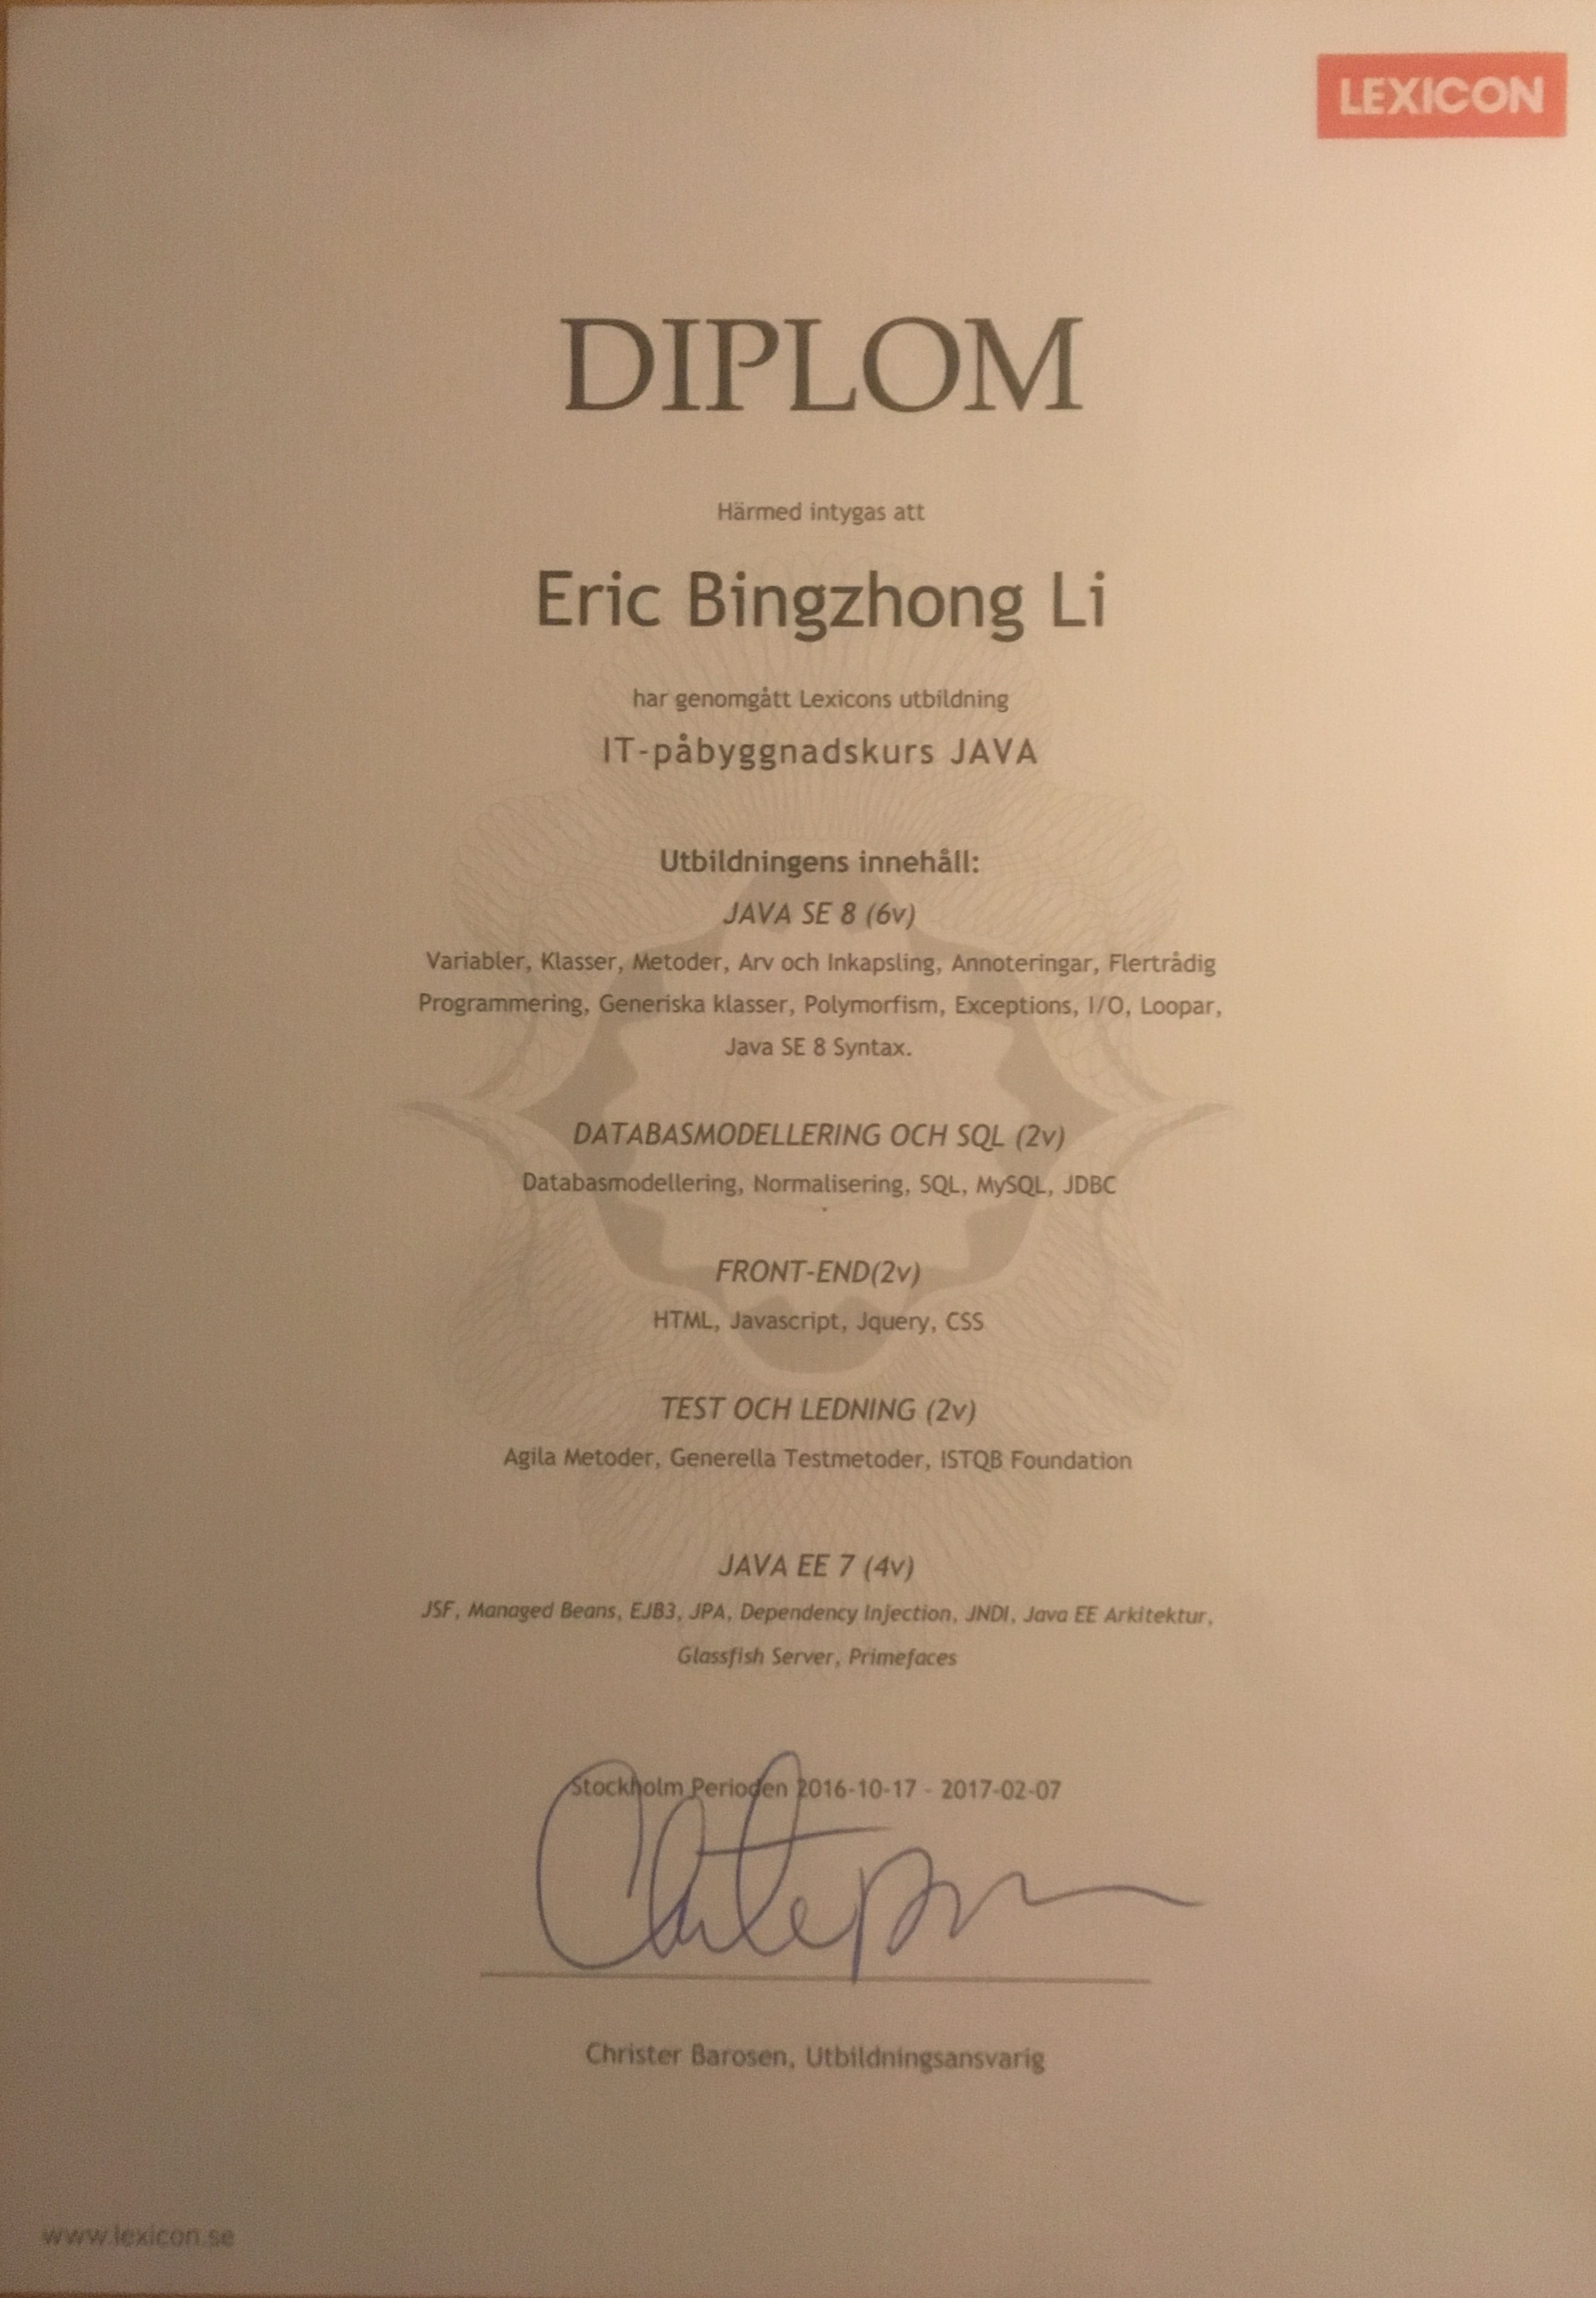 LEXICON
DIPLOM
Härmed intygas att
Eric Bingzhong Li
har genomgått Lexicons utbildning
IT-påbyggnadskurs JAVA
Utbildningens innehåll:
JAVA SE 8 (6v)
Variabler, Klasser, Metoder, Arv och Inkapsling, Annoteringar, Flertrådig
Programmering, Generiska klasser, Polymorfism, Exceptions, I/O, Loopar,
Java SE 8 Syntax.
DATABASMODELLERING OCH SQL (2v)
Databasmodellering, Normalisering, SQL, MySQL, JDBC
FRONT-END(2v)
HTML, Javascript, Jquery, CSS
TEST OCH LEDNING (2v)
Agila Metoder, Generella Testmetoder, ISTQB Foundation
JAVA EE 7 (4v)
JSF, Managed Beans, EJB3, JPA, Dependency Injection, JNDI, Java EE Arkitektur,
Glassfish Server, Primefaces
Stockholm Perioden 2016-10-17 - 2017-02-07
Christer Barosen, Utbildningsansvarig
www.lexicon.se